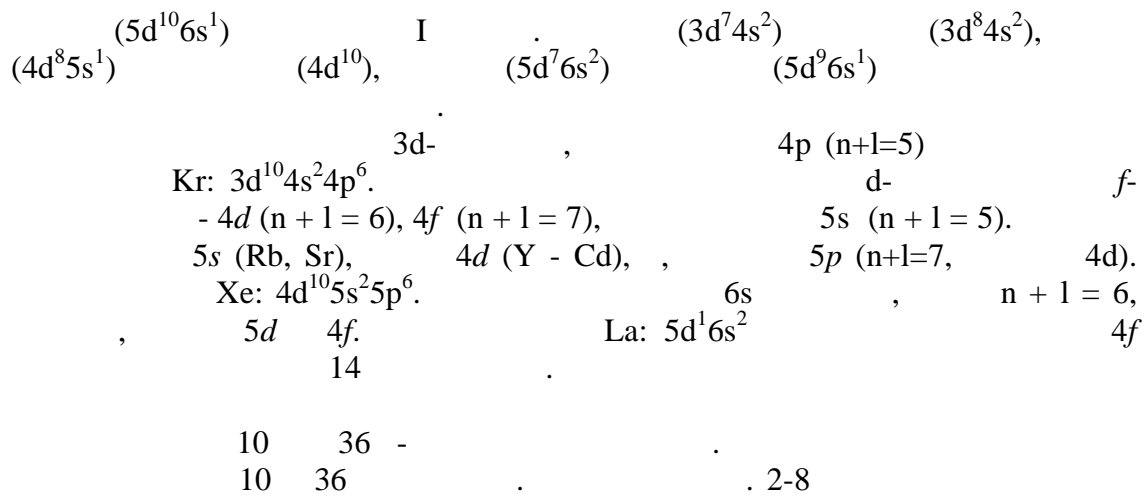 (5d¹⁰6s¹) I . (3d⁷4s²) (3d⁸4s²),
(4d⁸5s¹) (4d¹⁰), (5d⁷6s²) (5d⁹6s¹)
.
3d- , 4p (n+l=5)
Kr: 3d¹⁰4s²4p⁶. d- f-
- 4d (n + l = 6), 4f (n + l = 7), 5s (n + l = 5).
5s (Rb, Sr), 4d (Y - Cd), , 5p (n+l=7, 4d).
Xe: 4d¹⁰5s²5p⁶. 6s , n + l = 6,
, 5d 4f. La: 5d¹6s² 4f
14 .
10 36 - .
10 36 . . 2-8